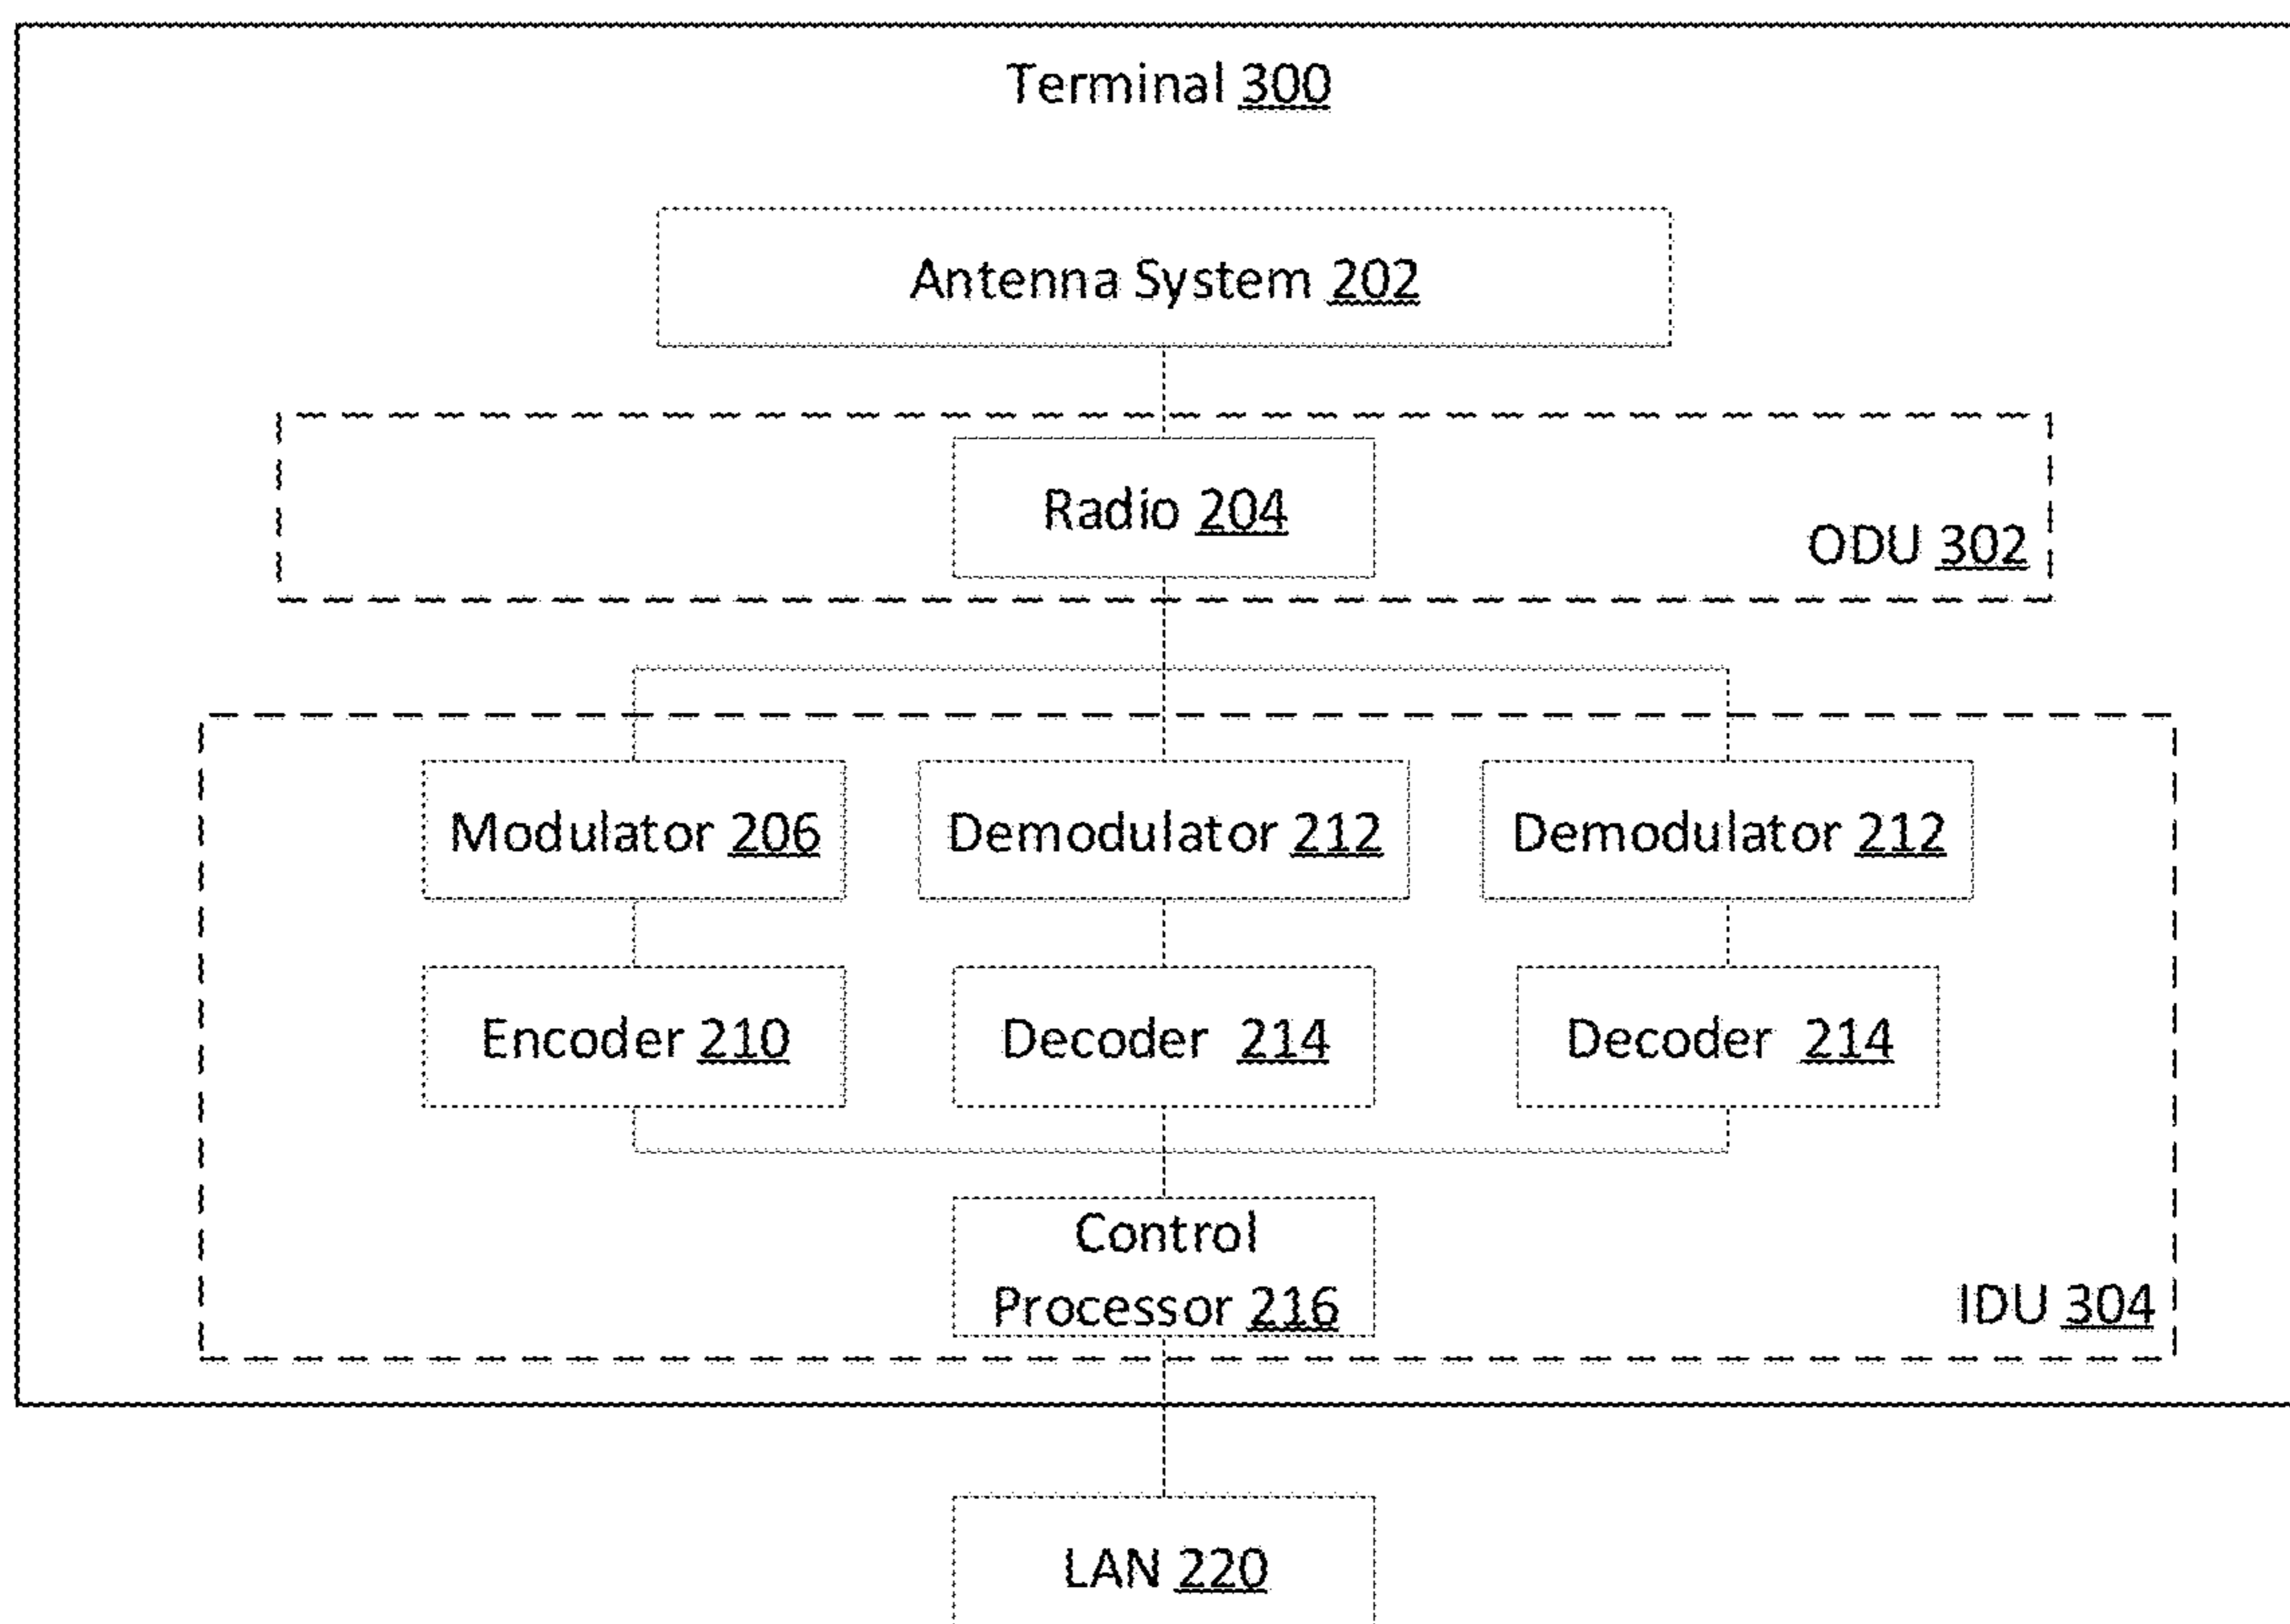 Terminal 300
Antenna System 202
Radio 204
ODU 302
Modulator 206
Demodulator 212
Demodulator 212
Encoder 210
Decoder 214
Decoder 214
Control
Processor 216
IDU 304
LAN 220